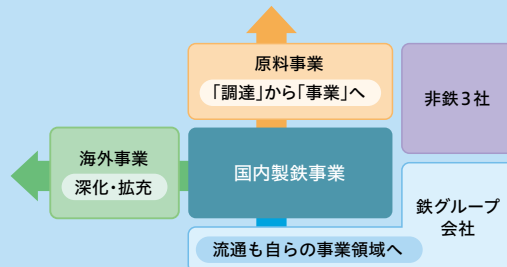 原料事業
「調達」から「事業」へ
非鉄3社
海外事業
深化・拡充
国内製鉄事業
鉄グループ
会社
流通も自らの事業領域へ